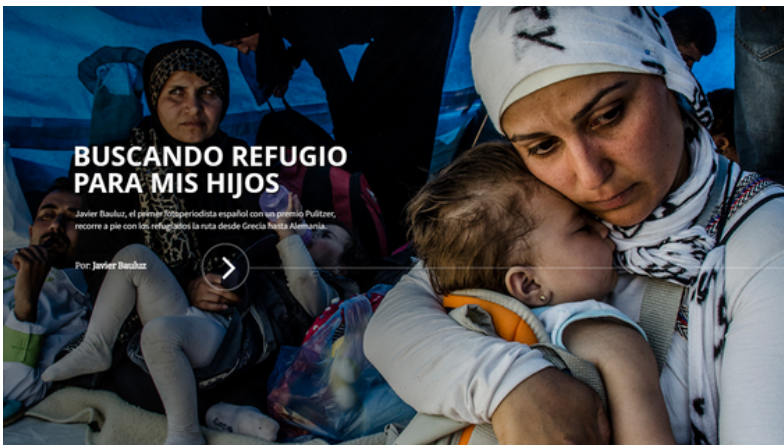 BUSCANDO REFUGIO
PARA MIS HIJOS
Javier Bauluz, el primer fotoperiodista español con un premio Pulitzer,
recorre a pie con los refugiados la ruta desde Grecia hasta Alemania.
Por: Javier Bauluz